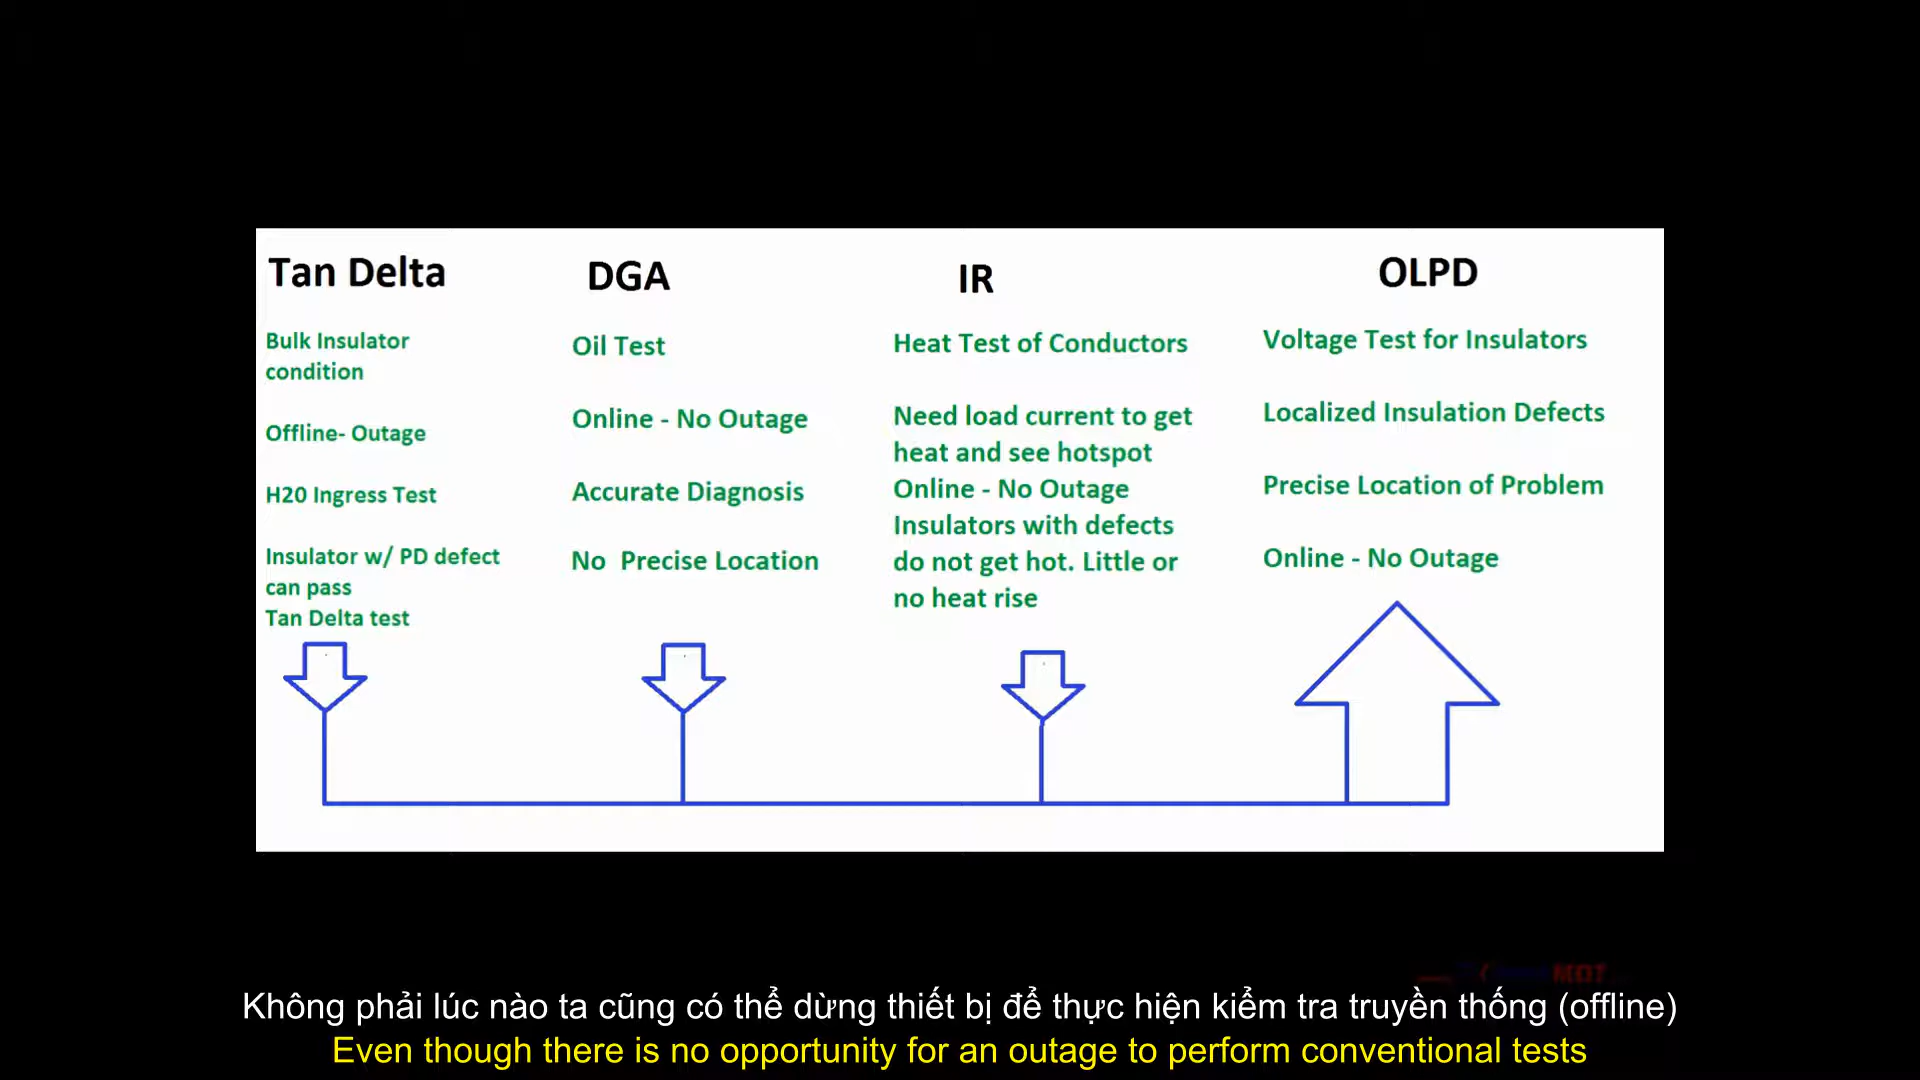 Tan Delta
Bulk Insulator
condition
Offline- Outage
H20 Ingress Test
Insulator w/ PD defect
can pass
Tan Delta test
DGA
Oil Test
Online - No Outage
Accurate Diagnosis
No Precise Location
IR
Heat Test of Conductors
Need load current to get
heat and see hotspot
Online - No Outage
Insulators with defects
do not get hot. Little or
no heat rise
OLPD
Voltage Test for Insulators
Localized Insulation Defects
Precise Location of Problem
Online - No Outage
Không phải lúc nào ta cũng có thể dừng thiết bị để thực hiện kiểm tra truyền thống (offline)
Even though there is no opportunity for an outage to perform conventional tests